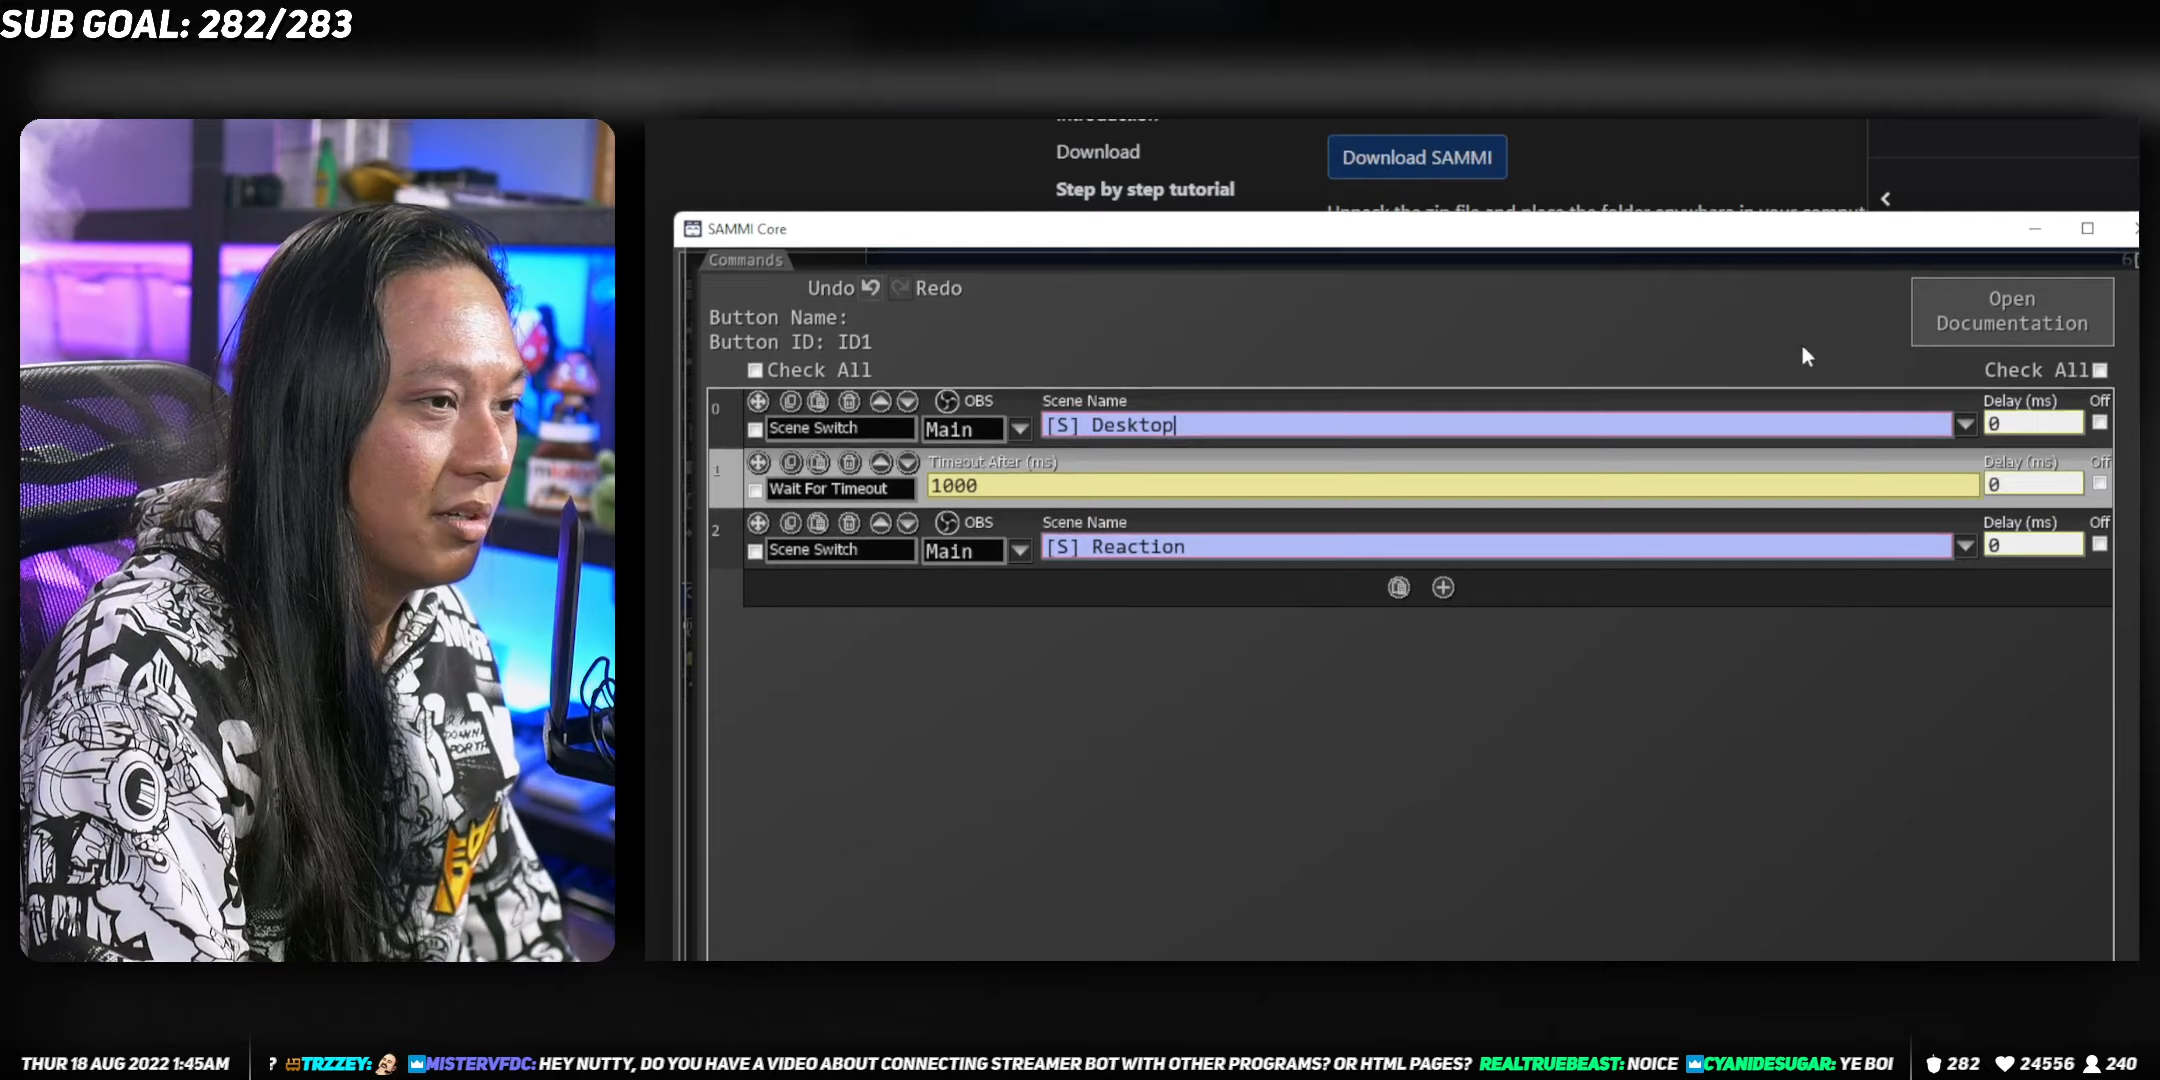 SUB GOAL: 282/283
Download
Download SAMMI
Step by step tutorial
SAMMI Core
Commands
Undo Redo
Open
Documentation
Button Name:
Button ID: ID1
Check All
Check All
0
OBS
Scene Name
Delay (ms)
Off
Scene Switch
Main
[S] Desktop
0
1
Timeout After (ms)
Delay (ms)
Off
Wait For Timeout
1000
0
2
OBS
Scene Name
Delay (ms)
Off
Scene Switch
Main
[S] Reaction
0
THUR 18 AUG 2022 1:45AM
? TRZZEY: MISTERVFDC: HEY NUTTY, DO YOU HAVE A VIDEO ABOUT CONNECTING STREAMER BOT WITH OTHER PROGRAMS? OR HTML PAGES? REALTRUEBEAST: NOICE CYANIDESUGAR: YE BOI
282 24556 240